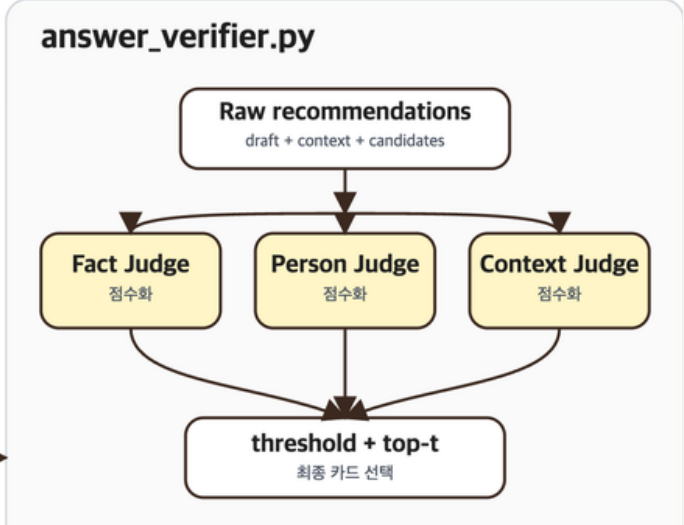 answer_verifier.py
Raw recommendations
draft + context + candidates
Fact Judge
점수화
Person Judge
점수화
Context Judge
점수화
threshold + top-t
최종 카드 선택